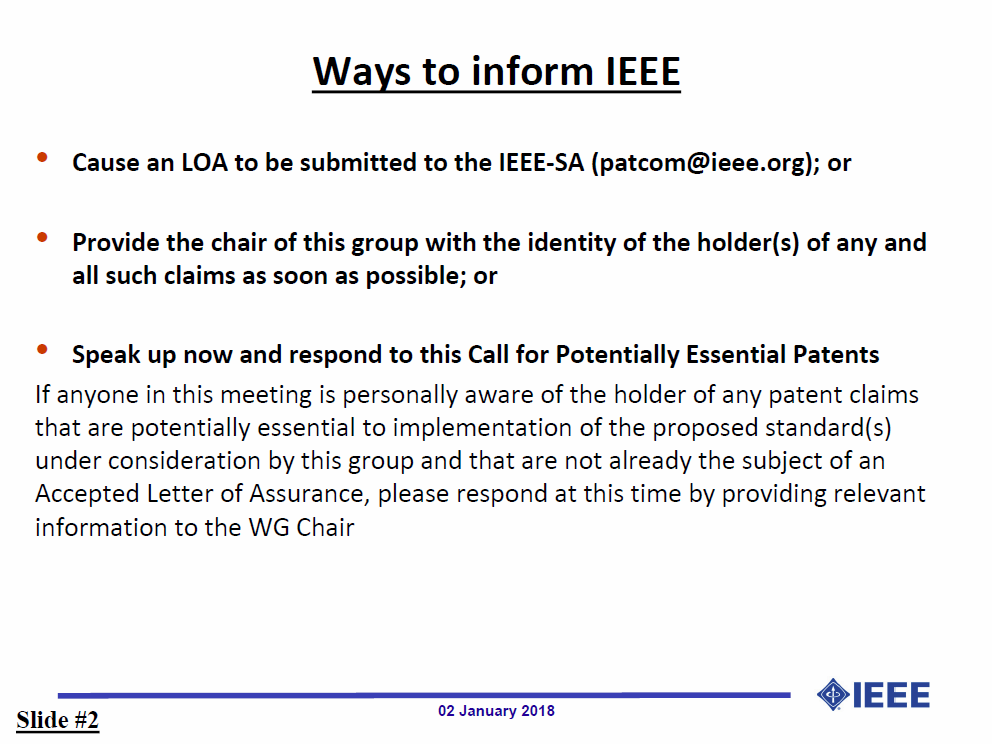 Ways to inform IEEE
• Cause an LOA to be submitted to the IEEE-SA (patcom@ieee.org); or
• Provide the chair of this group with the identity of the holder(s) of any and
all such claims as soon as possible; or
• Speak up now and respond to this Call for Potentially Essential Patents
If anyone in this meeting is personally aware of the holder of any patent claims
that are potentially essential to implementation of the proposed standard(s)
under consideration by this group and that are not already the subject of an
Accepted Letter of Assurance, please respond at this time by providing relevant
information to the WG Chair
Slide #2
02 January 2018
IEEE